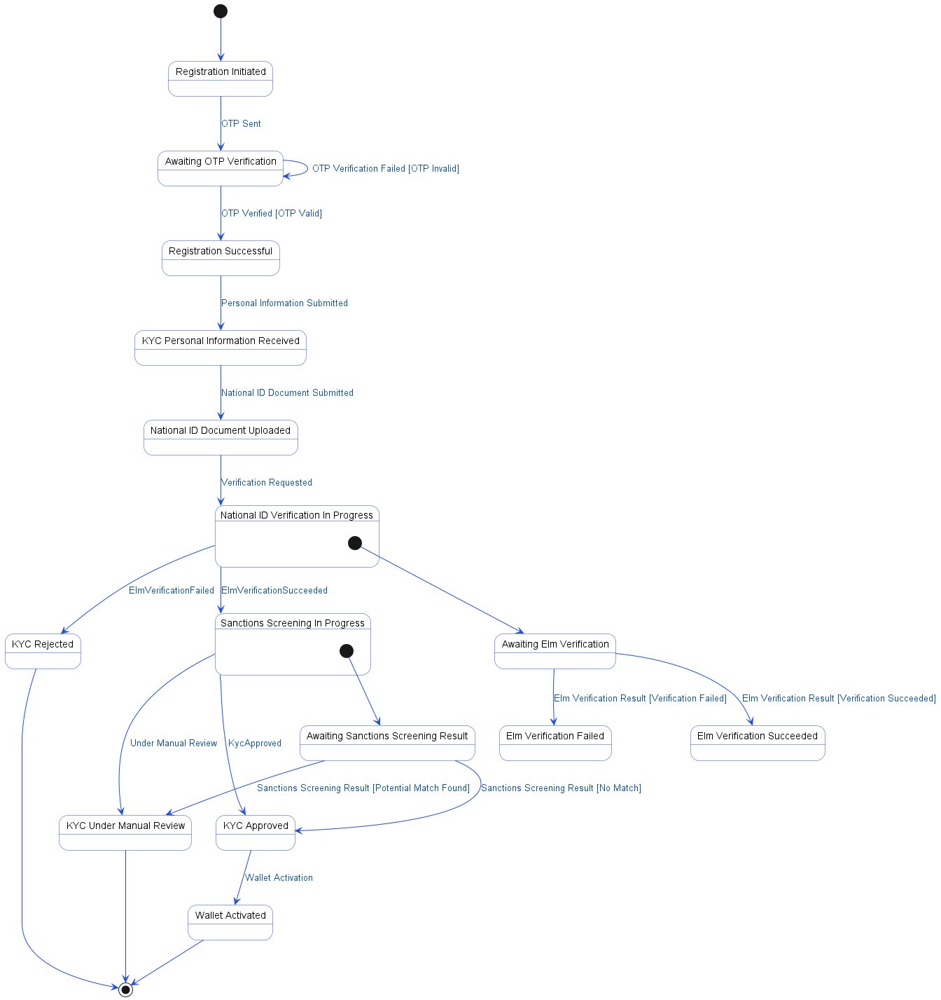 Registration Initiated
OTP Sent
Awaiting OTP Verification
OTP Verification Failed [OTP Invalid]
OTP Verified [OTP Valid]
Registration Successful
Personal Information Submitted
KYC Personal Information Received
National ID Document Submitted
National ID Document Uploaded
Verification Requested
National ID Verification In Progress
ElmVerificationFailed
ElmVerificationSucceeded
Sanctions Screening In Progress
KYC Rejected
Awaiting Elm Verification
Elm Verification Result [Verification Failed]
Elm Verification Result [Verification Succeeded]
Under Manual Review
KycApproved
Awaiting Sanctions Screening Result
Elm Verification Failed
Elm Verification Succeeded
Sanctions Screening Result [Potential Match Found]
Sanctions Screening Result [No Match]
KYC Under Manual Review
KYC Approved
Wallet Activation
Wallet Activated